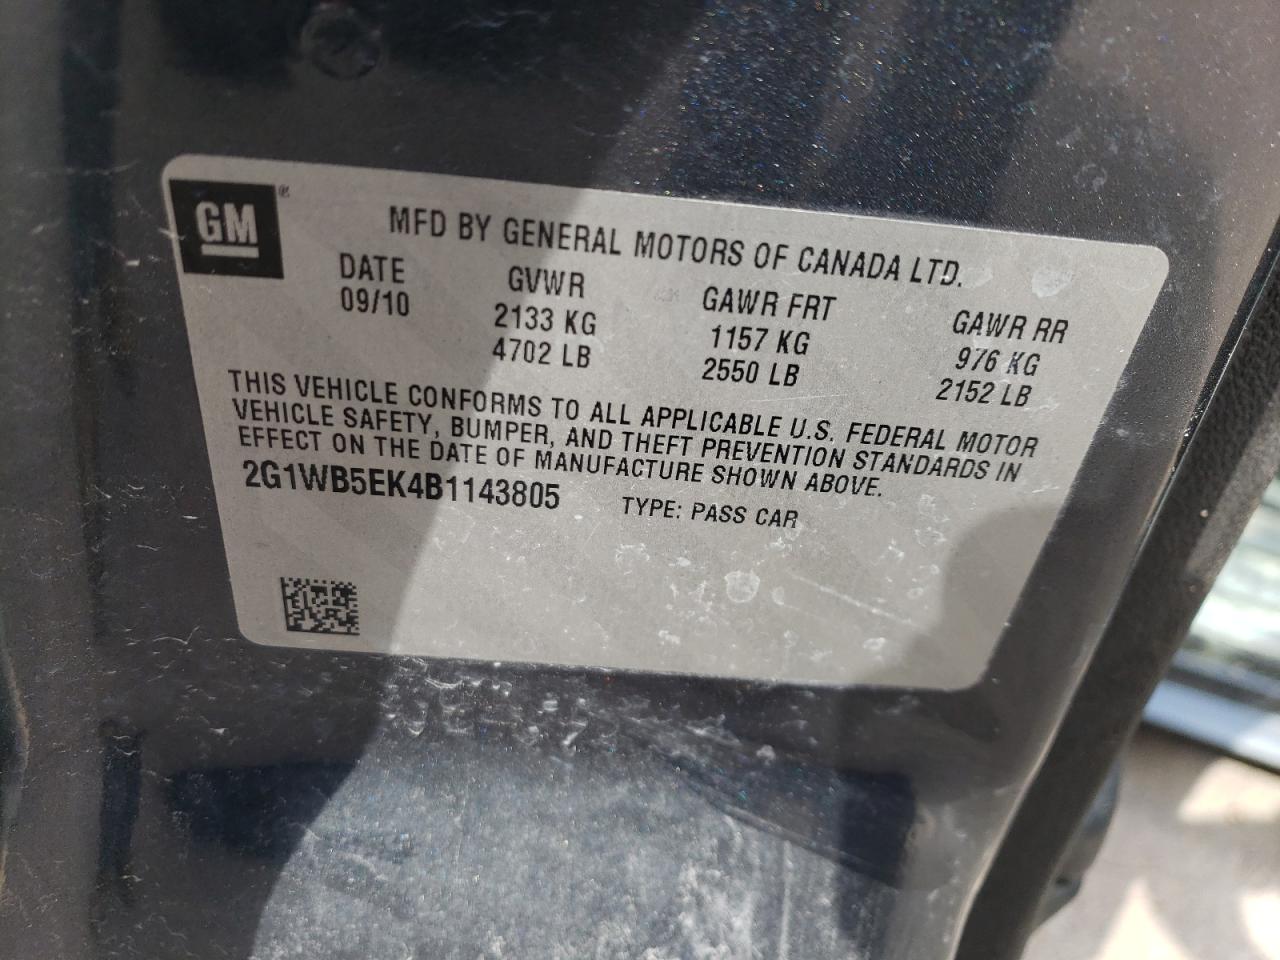 GM ®
MFD BY GENERAL MOTORS OF CANADA LTD.
DATE GVWR GAWR FRT GAWR RR
09/10 2133 KG 1157 KG 976 KG
4702 LB 2550 LB 2152 LB
THIS VEHICLE CONFORMS TO ALL APPLICABLE U.S. FEDERAL MOTOR
VEHICLE SAFETY, BUMPER, AND THEFT PREVENTION STANDARDS IN
EFFECT ON THE DATE OF MANUFACTURE SHOWN ABOVE.
2G1WB5EK4B1143805 TYPE: PASS CAR